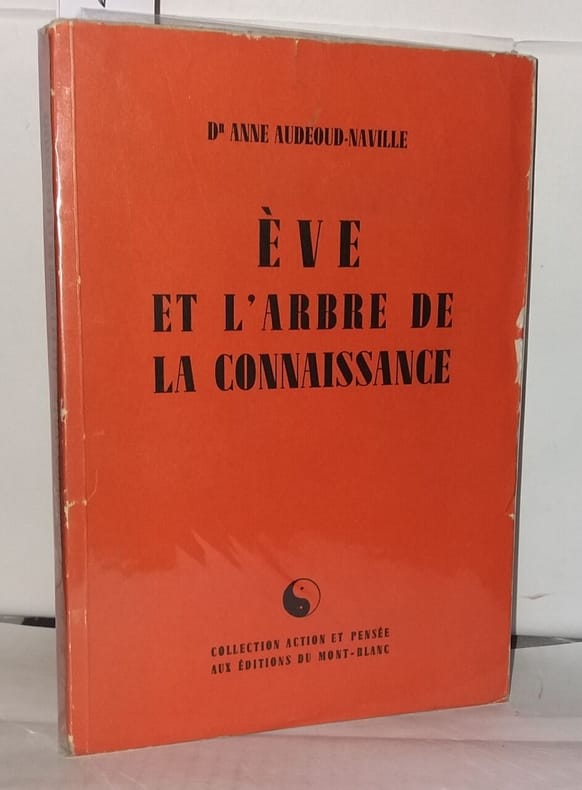 Dr ANNE AUDEOUD-NAVILLE
ÈVE
ET L'ARBRE DE
LA CONNAISSANCE
COLLECTION ACTION ET PENSÉE
AUX ÉDITIONS DU MONT-BLANC